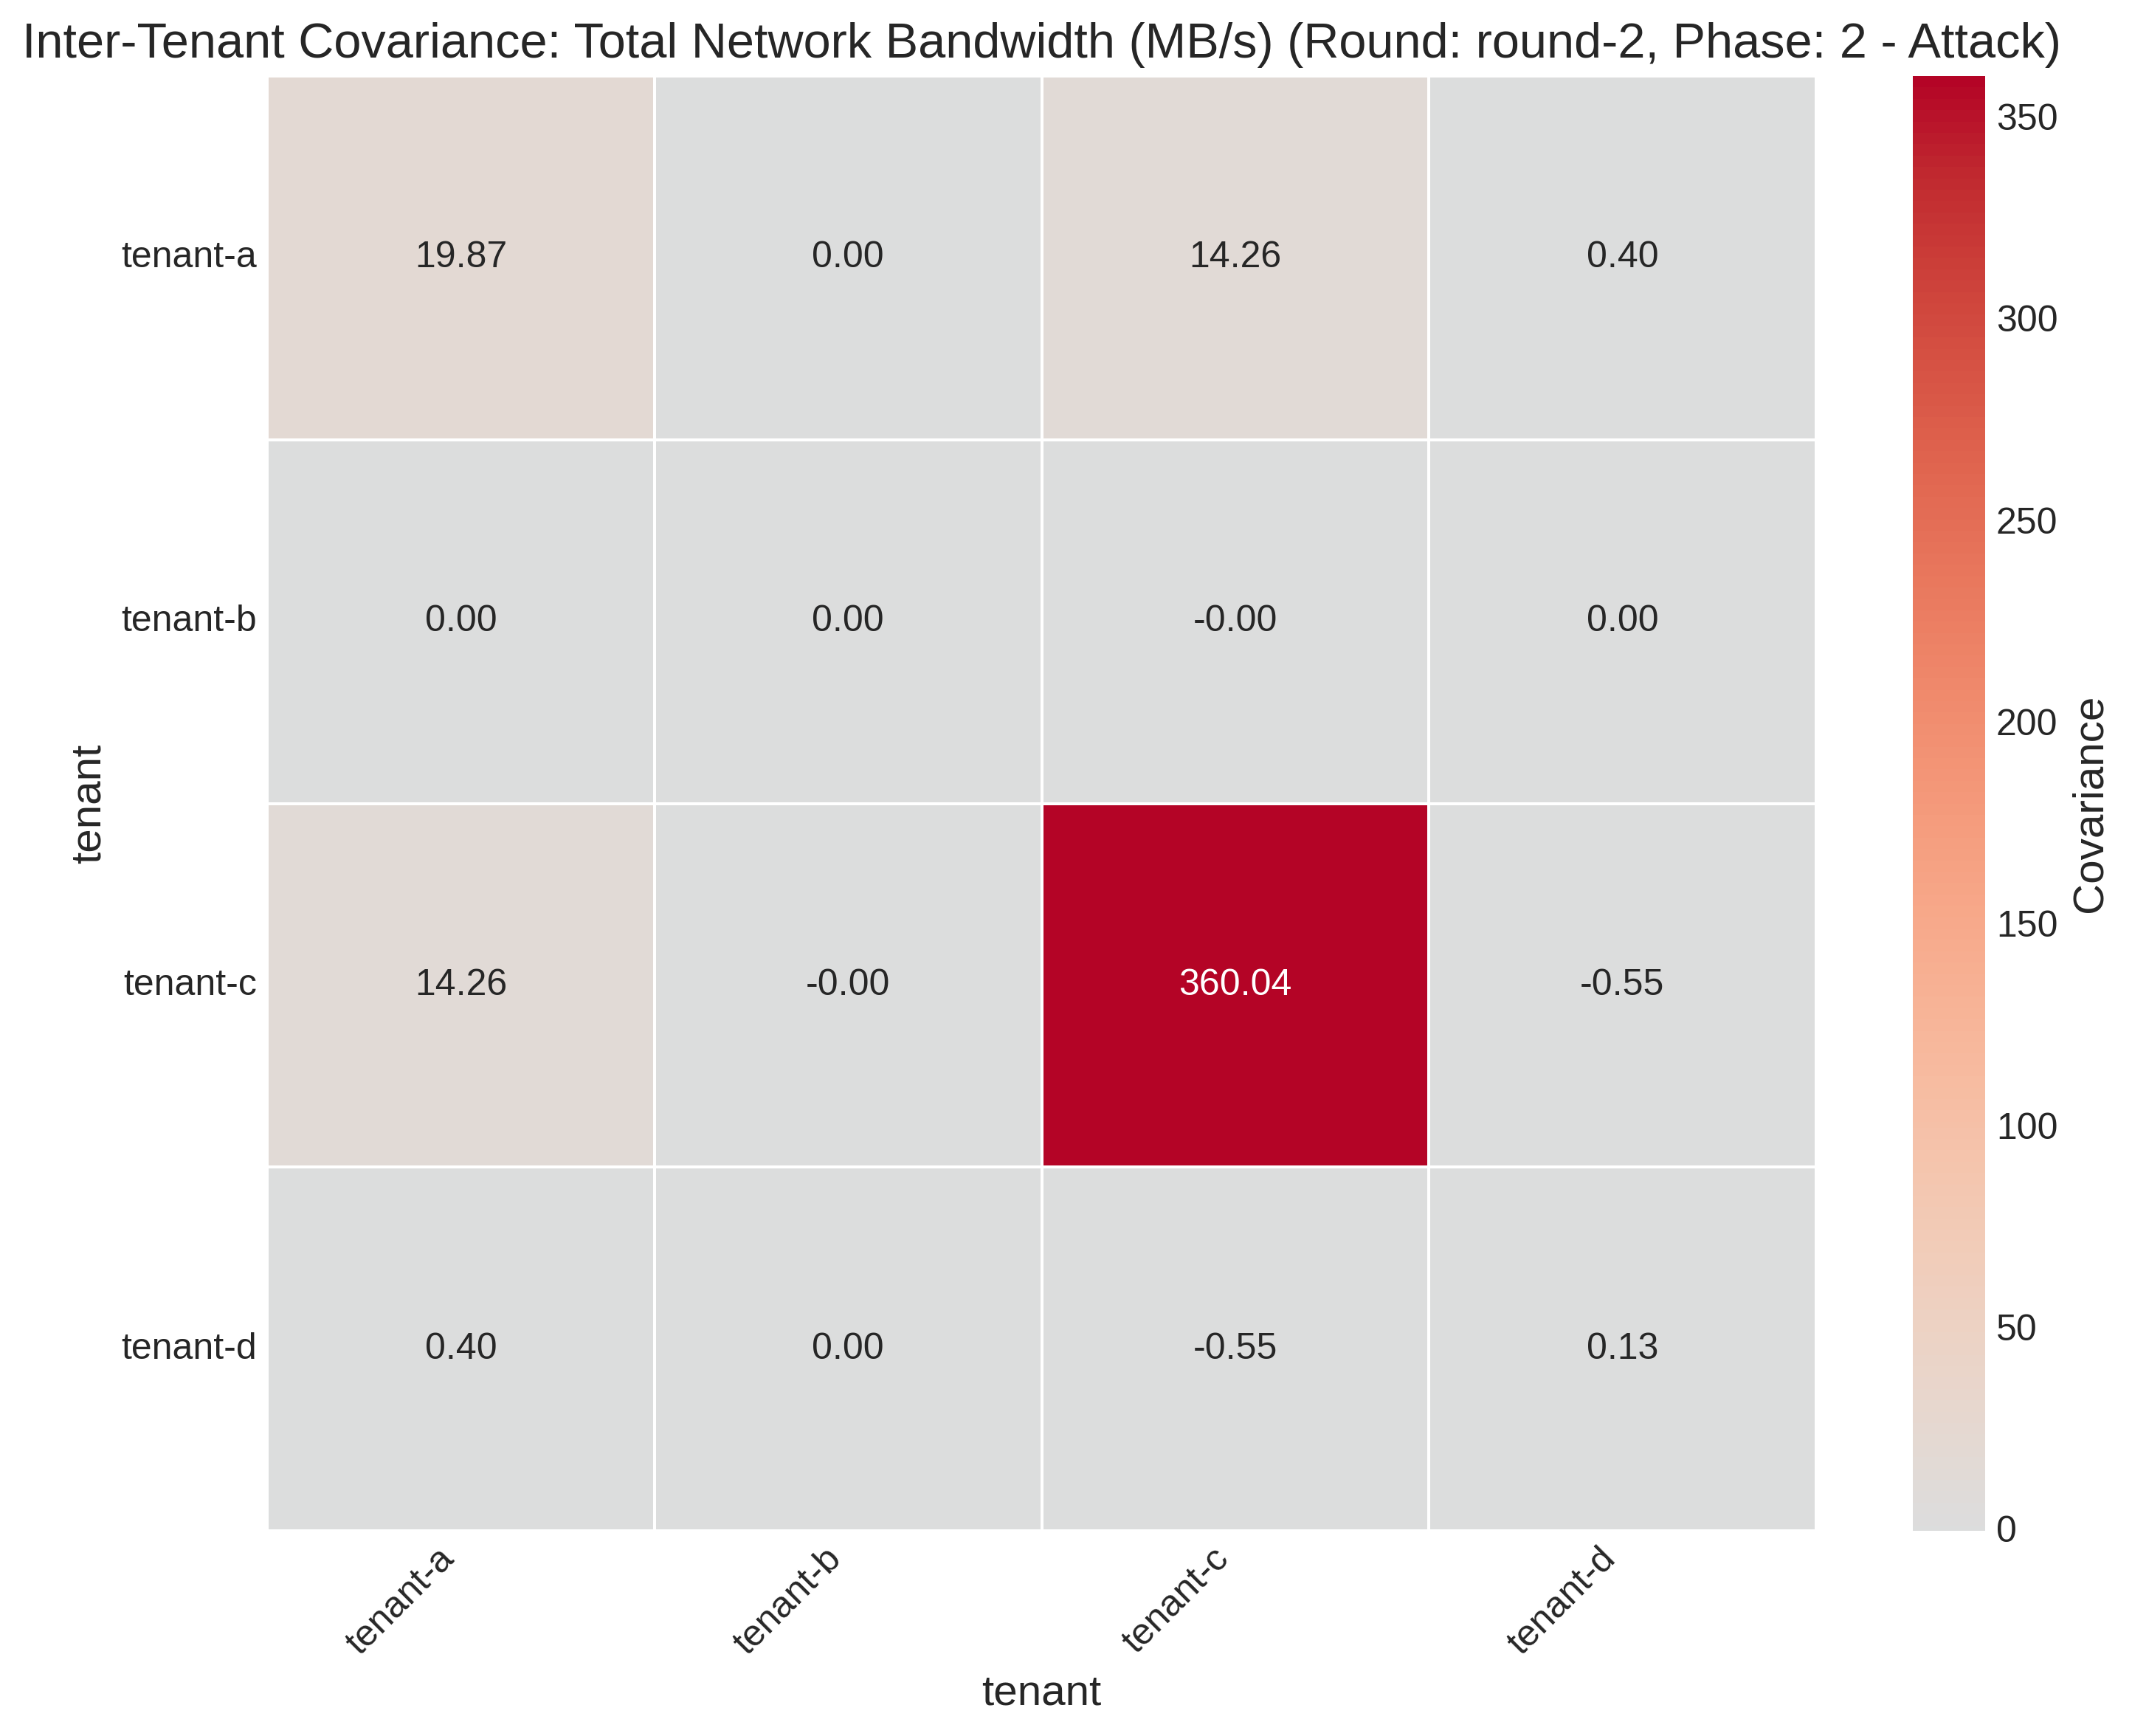 Inter-Tenant Covariance: Total Network Bandwidth (MB/s) (Round: round-2, Phase: 2 - Attack)
tenant-a 19.87 0.00 14.26 0.40
tenant-b 0.00 0.00 -0.00 0.00
tenant-c 14.26 -0.00 360.04 -0.55
tenant-d 0.40 0.00 -0.55 0.13
tenant
tenant-a tenant-b tenant-c tenant-d
tenant
350
300
250
200
150
100
50
0
Covariance